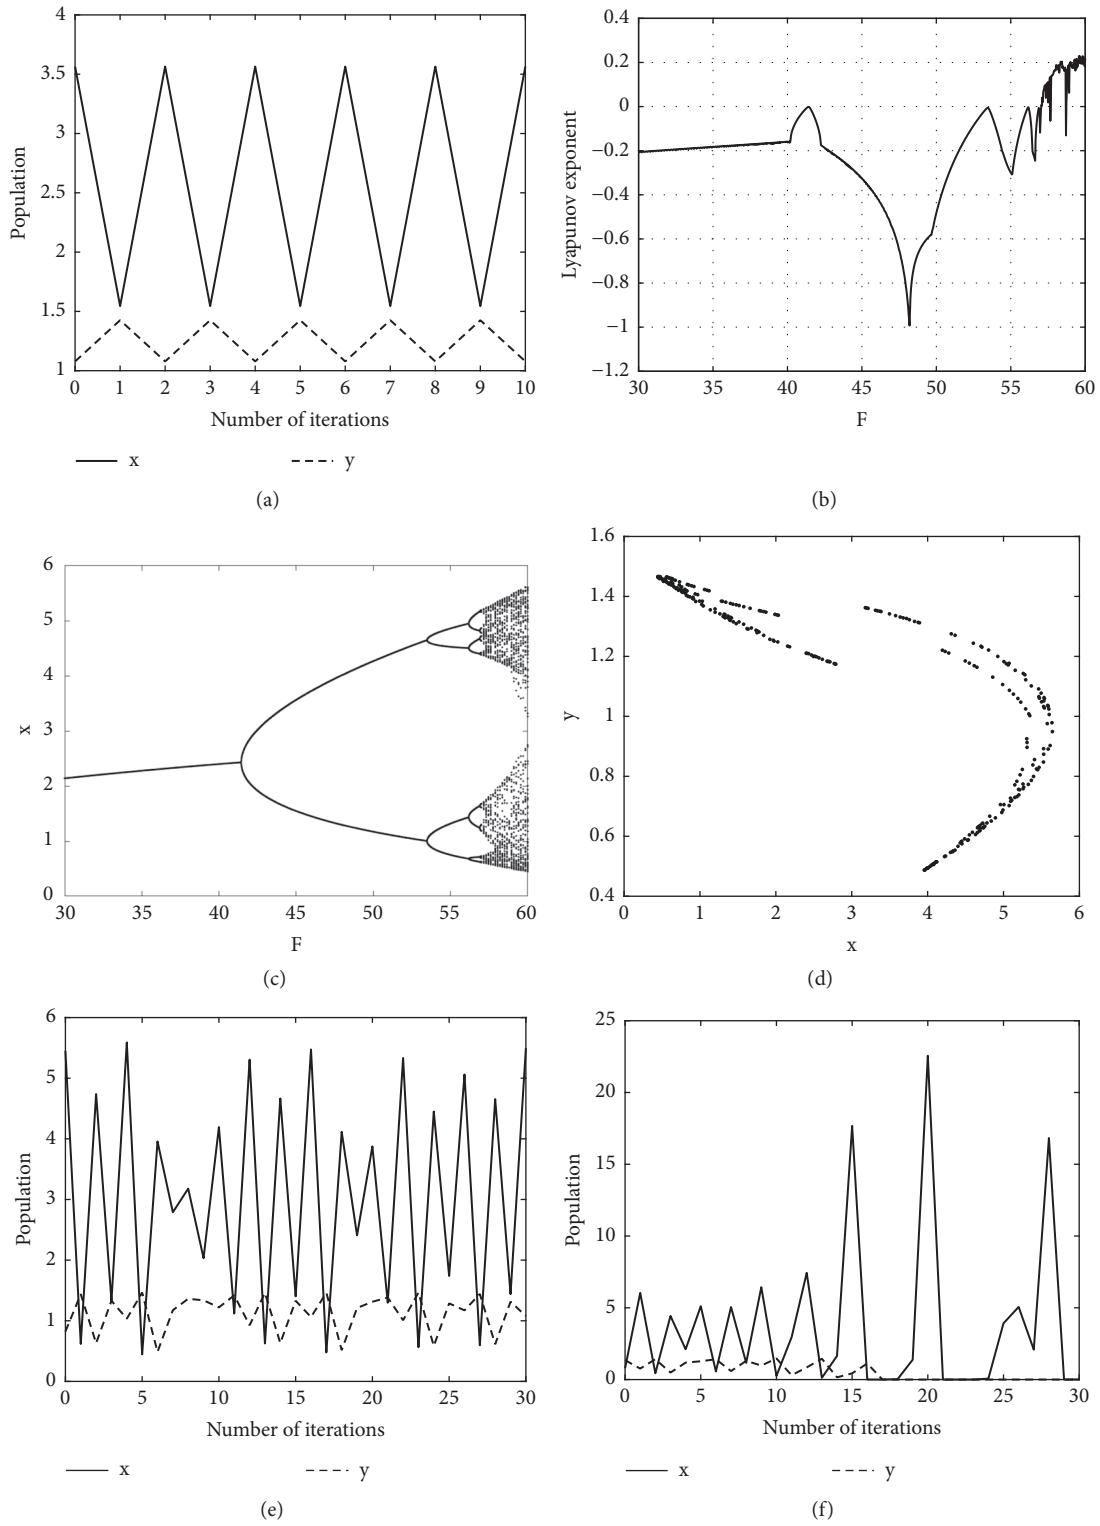 4
3.5
3
2.5
2
1.5
1
Population
0 1 2 3 4 5 6 7 8 9 10
Number of iterations
x y
(a)
0.4
0.2
0
−0.2
−0.4
−0.6
−0.8
−1
−1.2
Lyapunov exponent
30 35 40 45 50 55 60
F
(b)
6
5
4
3
2
1
0
x
30 35 40 45 50 55 60
F
(c)
1.6
1.4
1.2
1
0.8
0.6
0.4
y
0 1 2 3 4 5 6
x
(d)
6
5
4
3
2
1
0
Population
0 5 10 15 20 25 30
Number of iterations
x y
(e)
25
20
15
10
5
0
Population
0 5 10 15 20 25 30
Number of iterations
x y
(f)